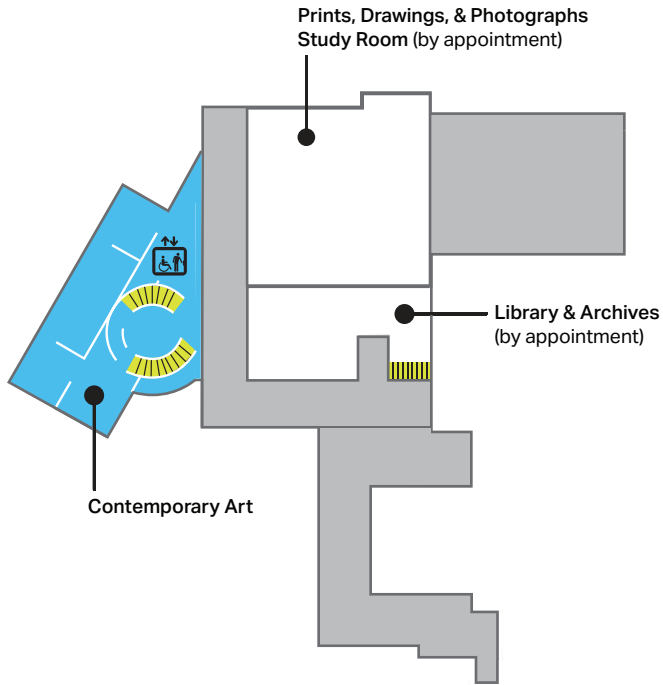 Prints, Drawings, & Photographs
Study Room (by appointment)
Library & Archives
(by appointment)
Contemporary Art